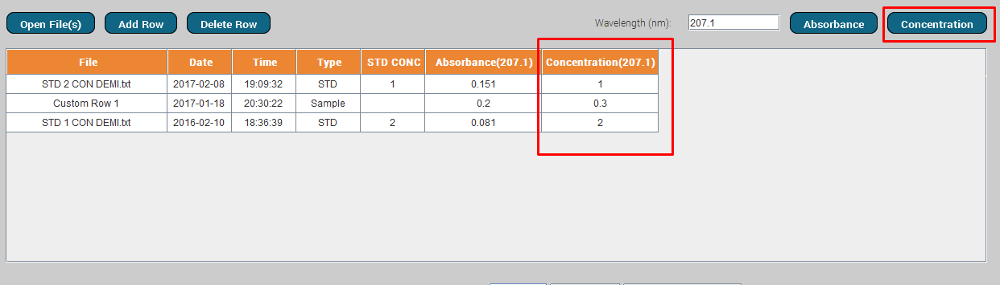 Open File(s) Add Row Delete Row Wavelength (nm): 207.1 Absorbance Concentration
File Date Time Type STD CONC Absorbance(207.1) Concentration(207.1)
STD 2 CON DEMI.txt 2017-02-08 19:09:32 STD 1 0.151 1
Custom Row 1 2017-01-18 20:30:22 Sample 0.2 0.3
STD 1 CON DEMI.txt 2016-02-10 18:36:39 STD 2 0.081 2